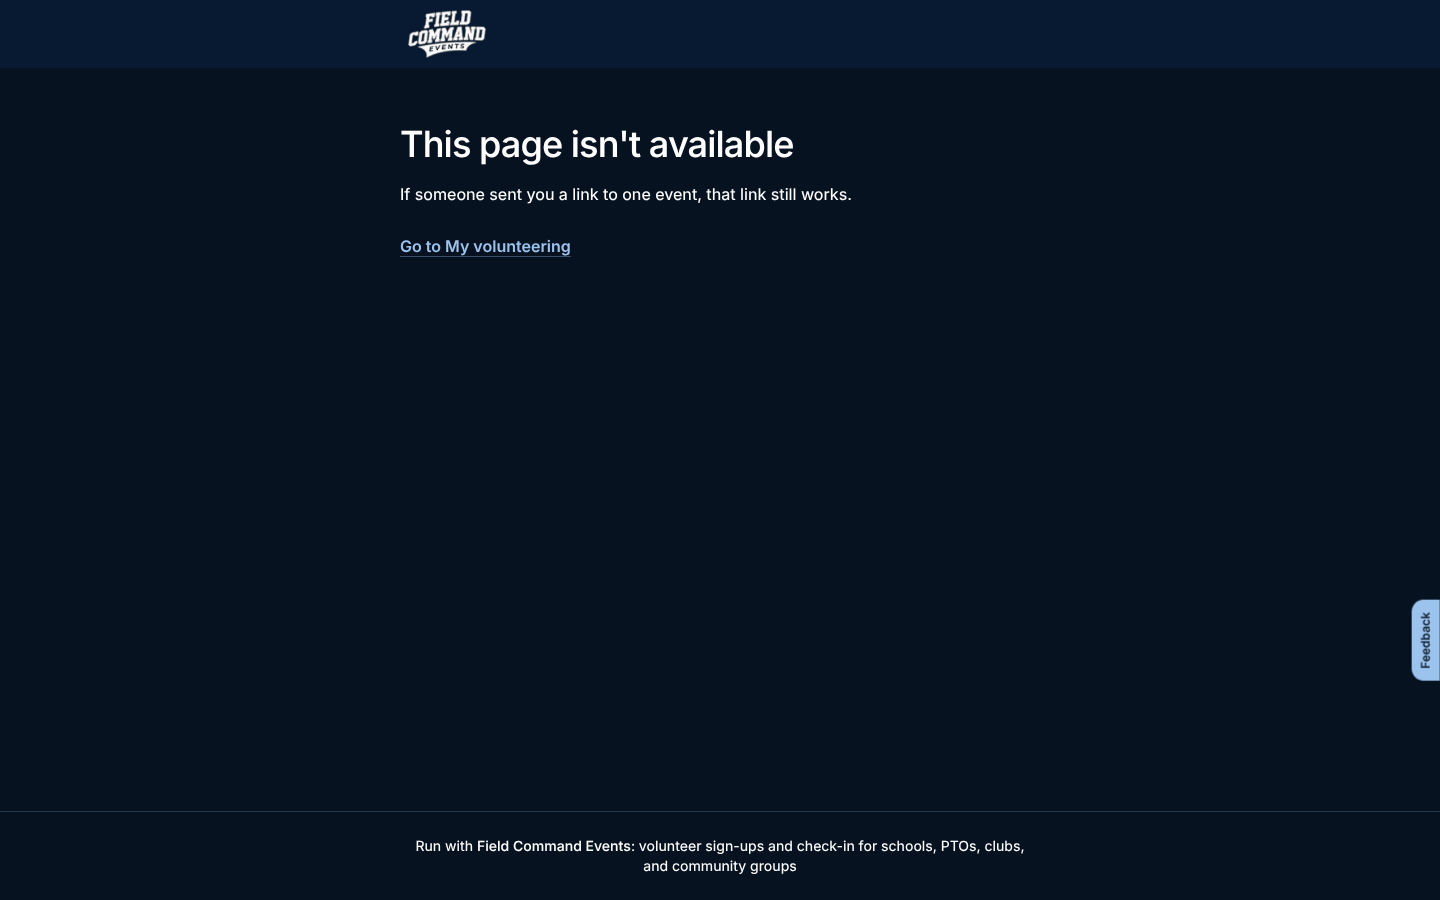 FIELD
COMMAND
EVENTS
This page isn't available
If someone sent you a link to one event, that link still works.
Go to My volunteering
Feedback
Run with Field Command Events: volunteer sign-ups and check-in for schools, PTOs, clubs,
and community groups